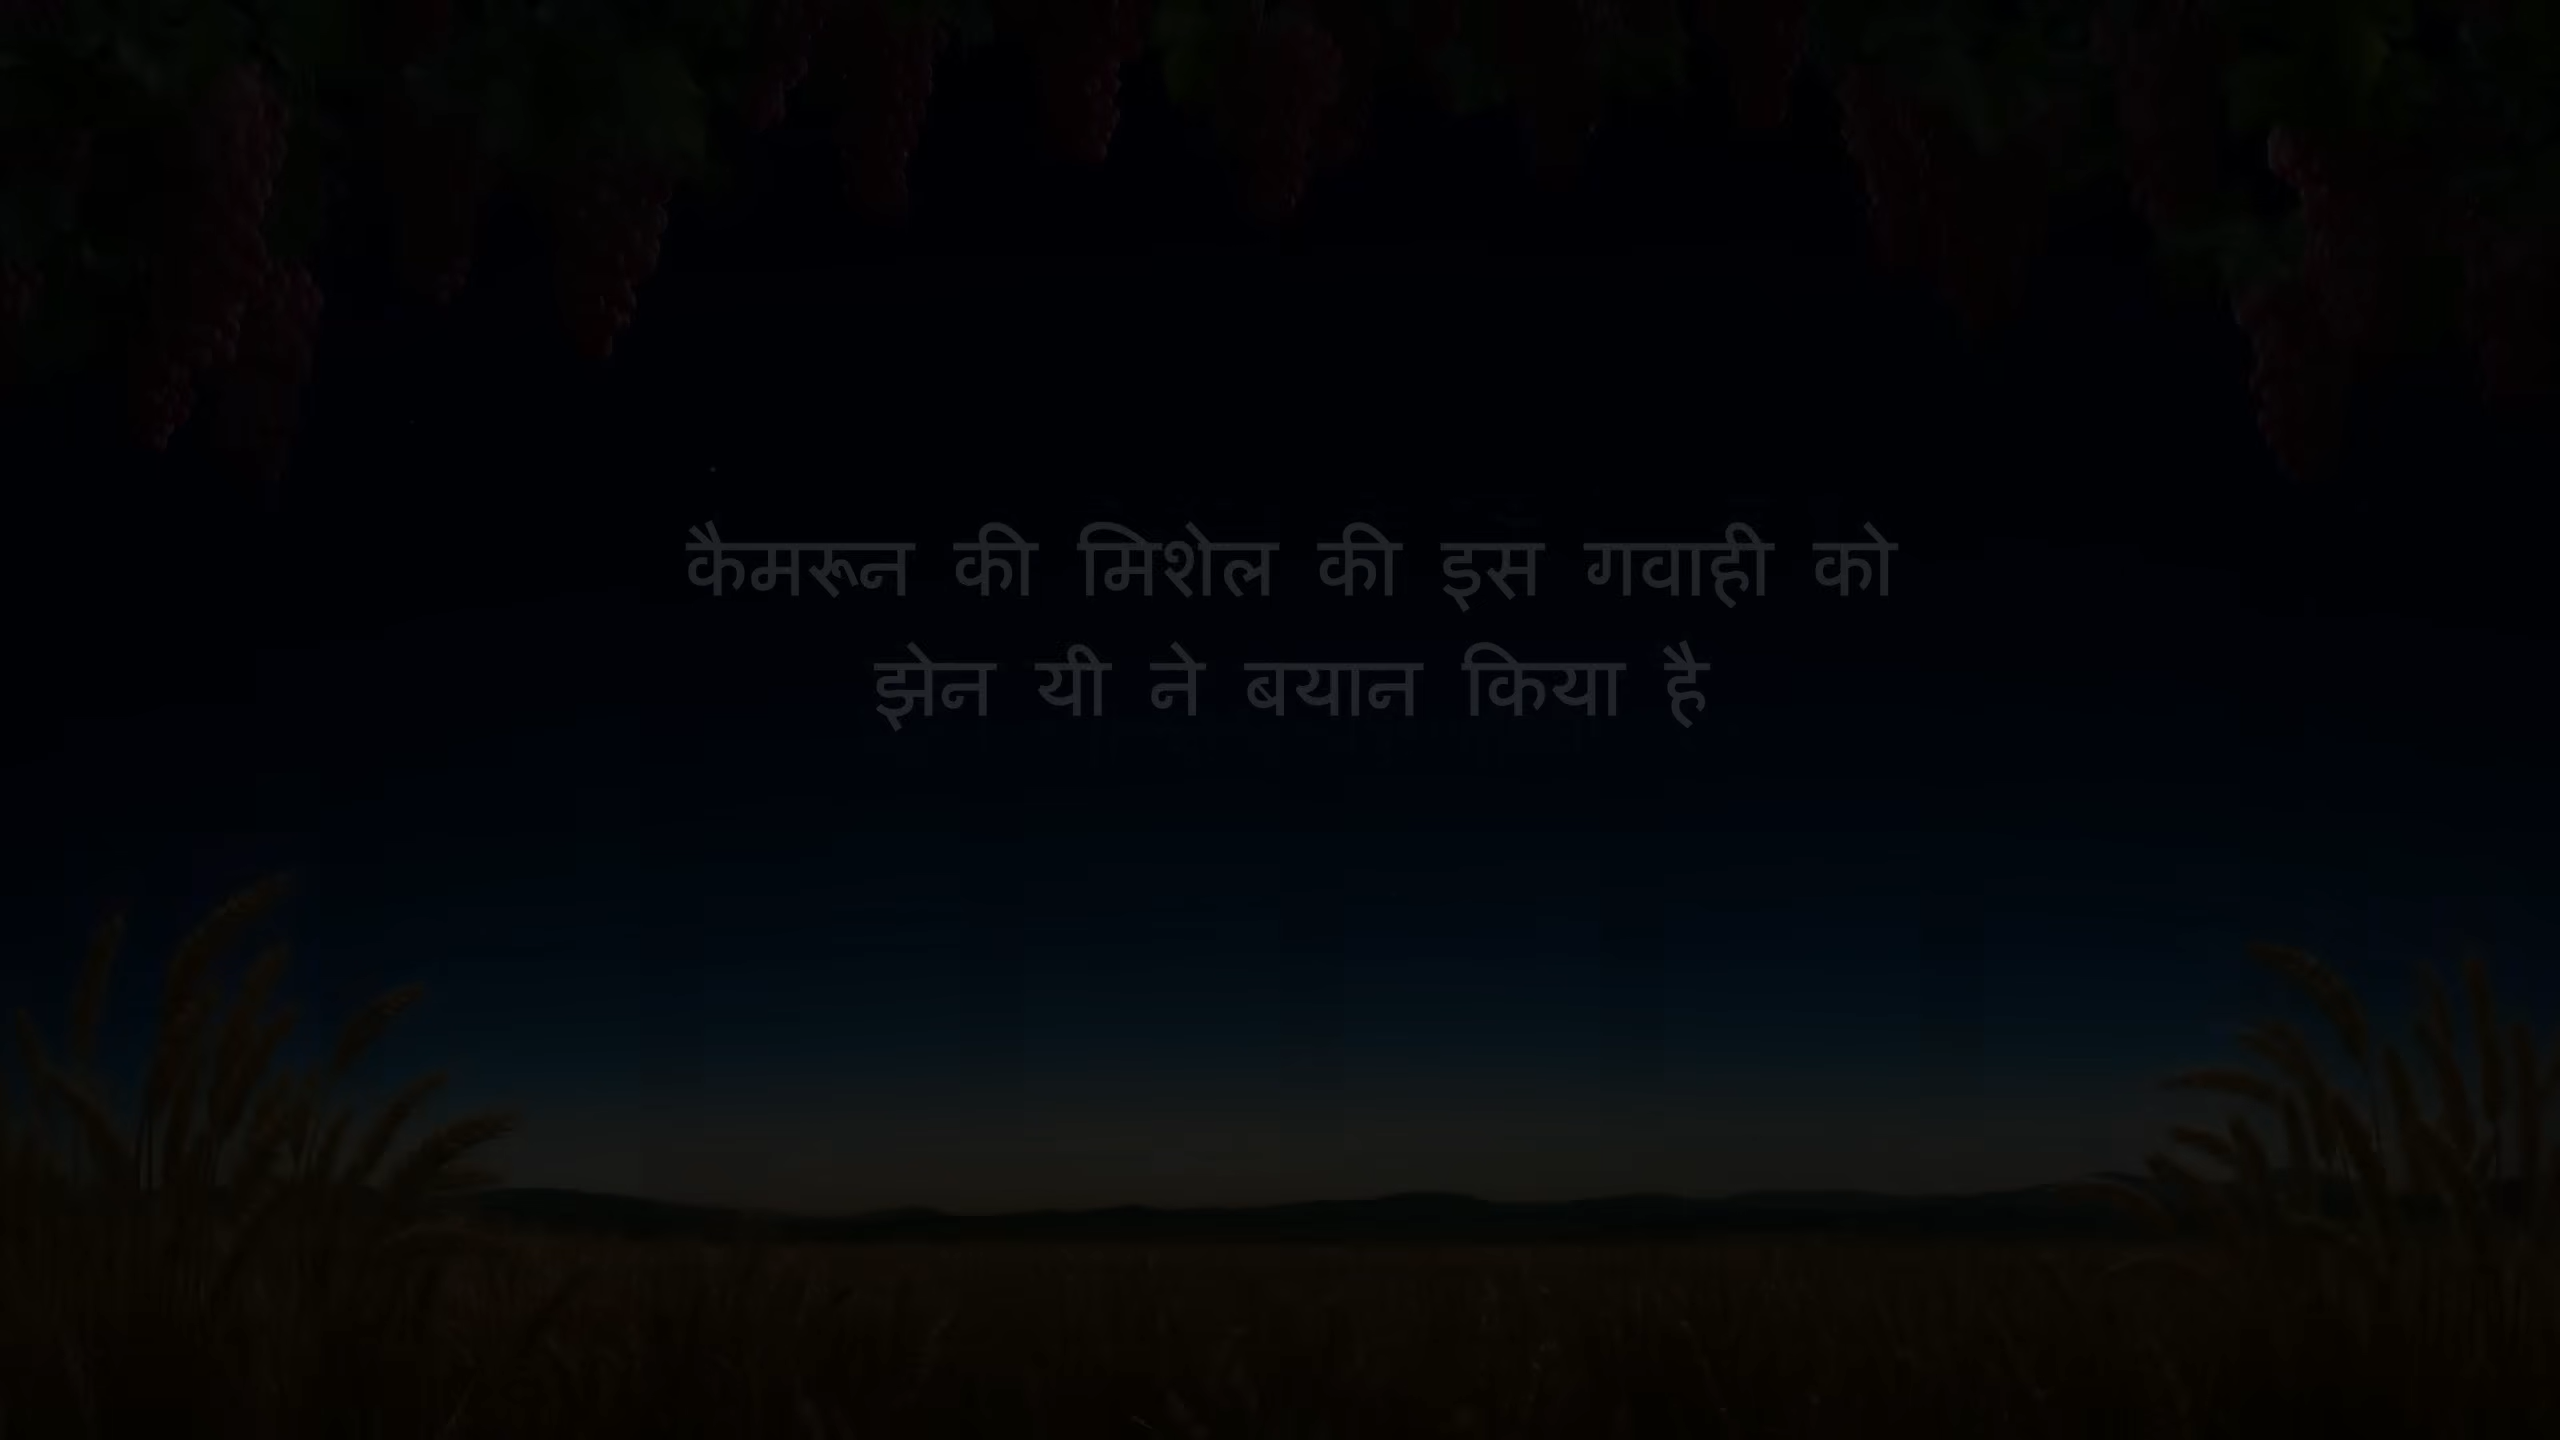 कैमरून की मिशेल की इस गवाही को
झेन यी ने बयान किया है